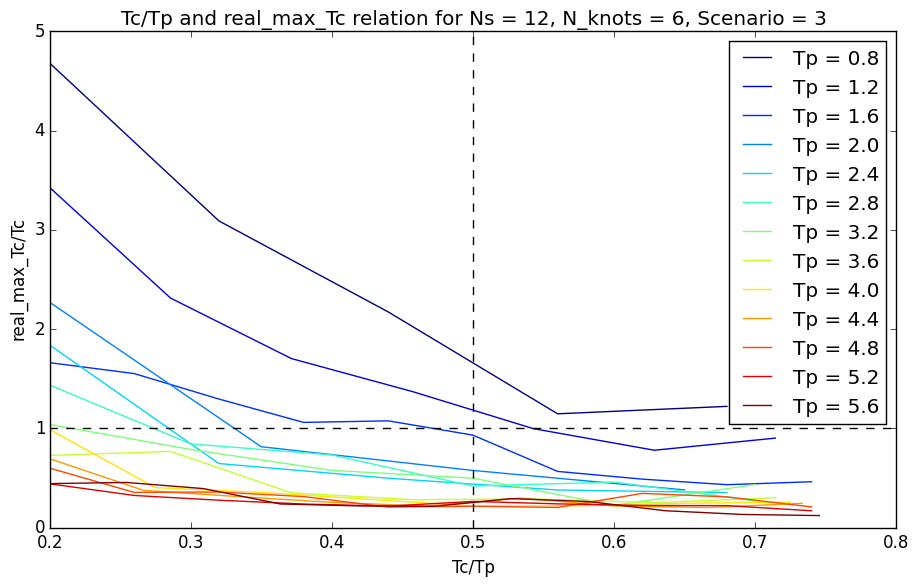 Tc/Tp and real_max_Tc relation for Ns = 12, N_knots = 6, Scenario = 3
5
4
3
2
1
0
real_max_Tc/Tc
Tp = 0.8
Tp = 1.2
Tp = 1.6
Tp = 2.0
Tp = 2.4
Tp = 2.8
Tp = 3.2
Tp = 3.6
Tp = 4.0
Tp = 4.4
Tp = 4.8
Tp = 5.2
Tp = 5.6
0.2 0.3 0.4 0.5 0.6 0.7 0.8
Tc/Tp